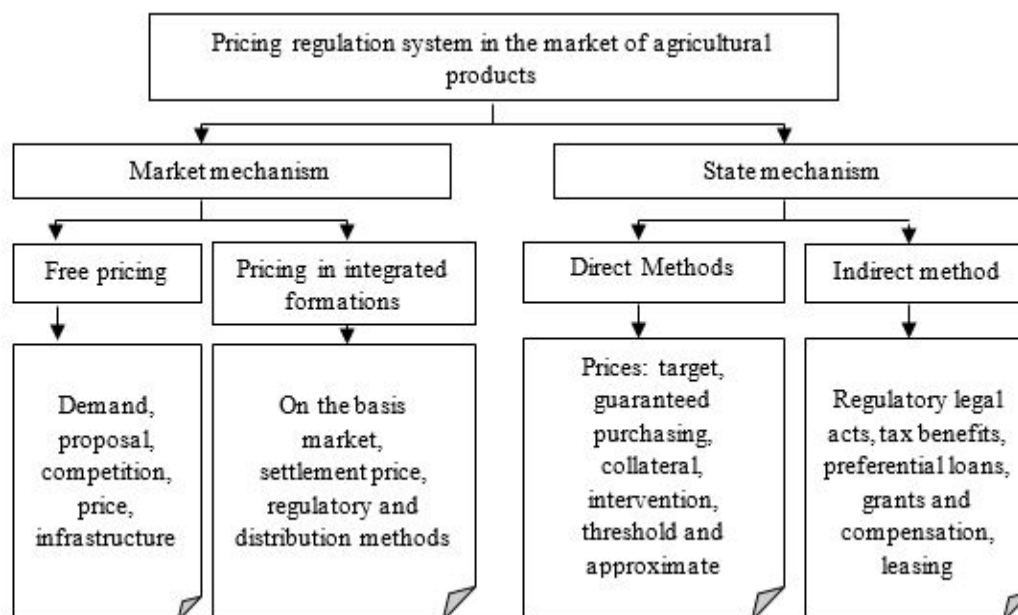 Pricing regulation system in the market of agricultural
products
Market mechanism
State mechanism
Free pricing
Pricing in integrated
formations
Direct Methods
Indirect method
Demand,
proposal,
competition,
price,
infrastructure
On the basis
market,
settlement price,
regulatory and
distribution methods
Prices: target,
guaranteed
purchasing,
collateral,
intervention,
threshold and
approximate
Regulatory legal
acts, tax benefits,
preferential loans,
grants and
compensation,
leasing